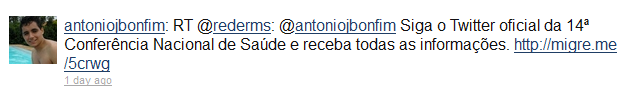 antoniojbonfim: RT @rederms: @antoniojbonfim Siga o Twitter oficial da 14ª
Conferência Nacional de Saúde e receba todas as informações. http://migre.me
/5crwg
1 day ago